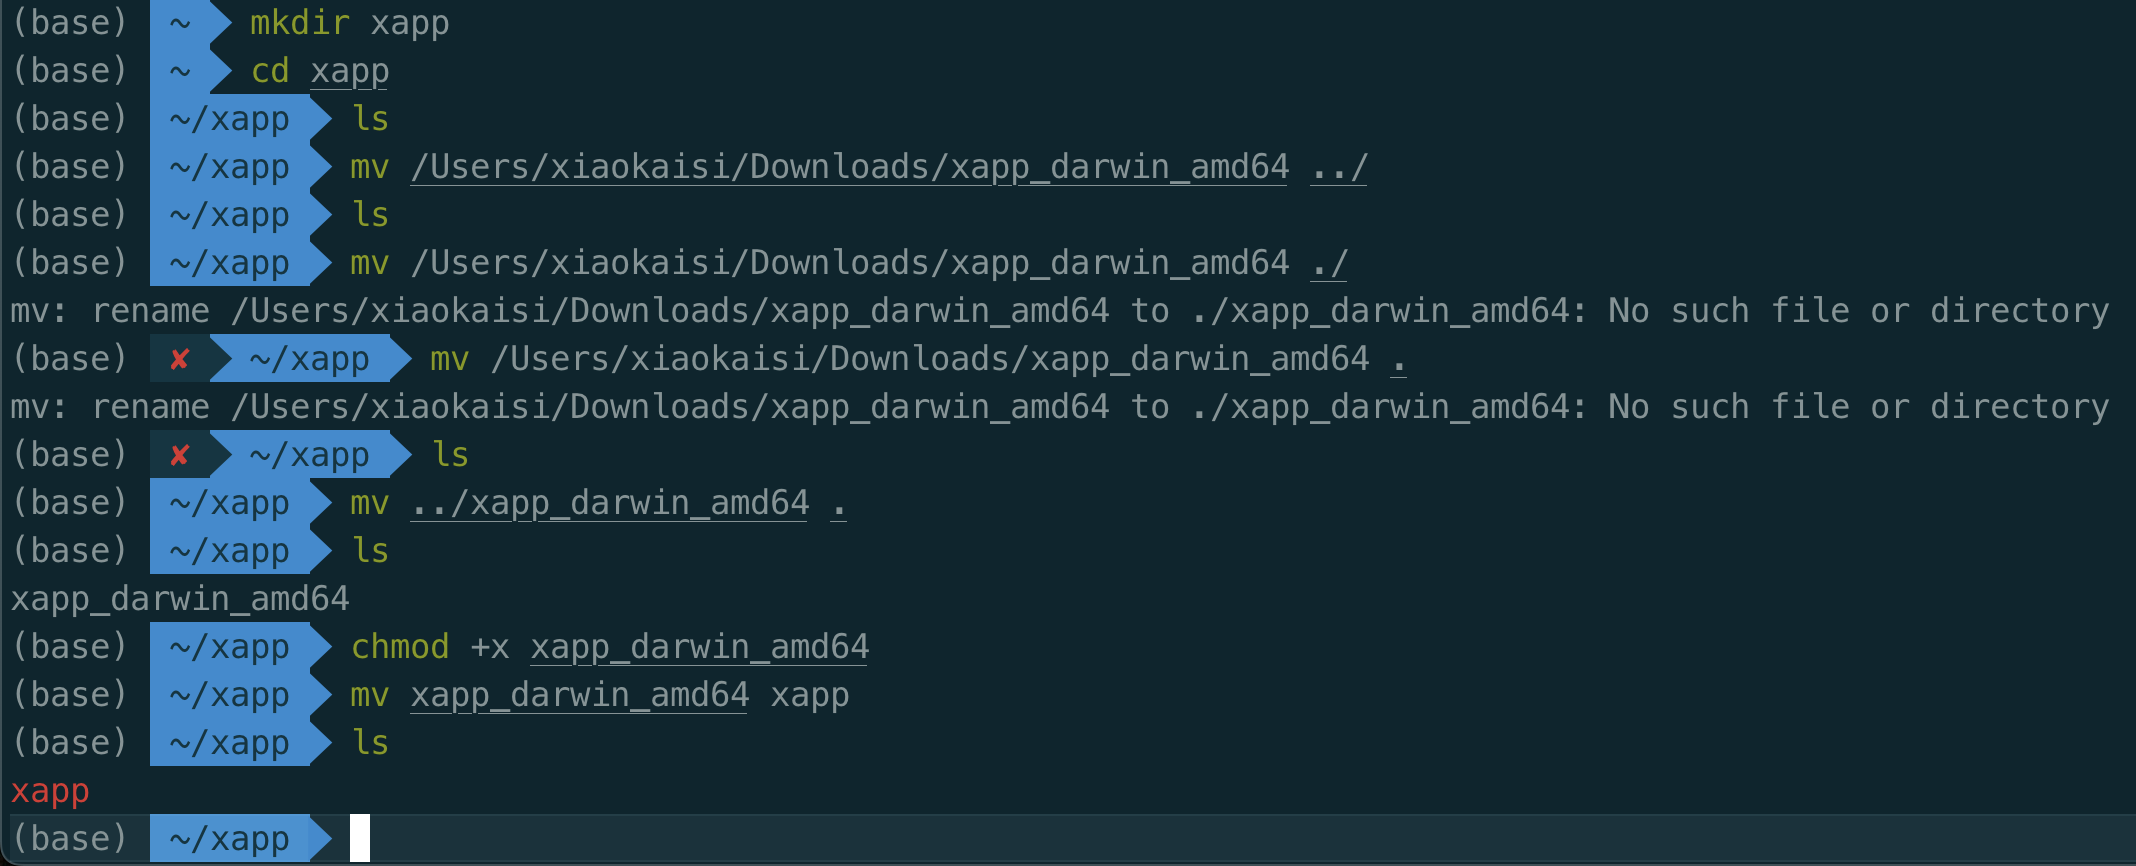 (base) ~ mkdir xapp
(base) ~ cd xapp
(base) ~/xapp ls
(base) ~/xapp mv /Users/xiaokaisi/Downloads/xapp_darwin_amd64 ../
(base) ~/xapp ls
(base) ~/xapp mv /Users/xiaokaisi/Downloads/xapp_darwin_amd64 ./
mv: rename /Users/xiaokaisi/Downloads/xapp_darwin_amd64 to ./xapp_darwin_amd64: No such file or directory
(base) ✘ ~/xapp mv /Users/xiaokaisi/Downloads/xapp_darwin_amd64 .
mv: rename /Users/xiaokaisi/Downloads/xapp_darwin_amd64 to ./xapp_darwin_amd64: No such file or directory
(base) ✘ ~/xapp ls
(base) ~/xapp mv ../xapp_darwin_amd64 .
(base) ~/xapp ls
xapp_darwin_amd64
(base) ~/xapp chmod +x xapp_darwin_amd64
(base) ~/xapp mv xapp_darwin_amd64 xapp
(base) ~/xapp ls
xapp
(base) ~/xapp